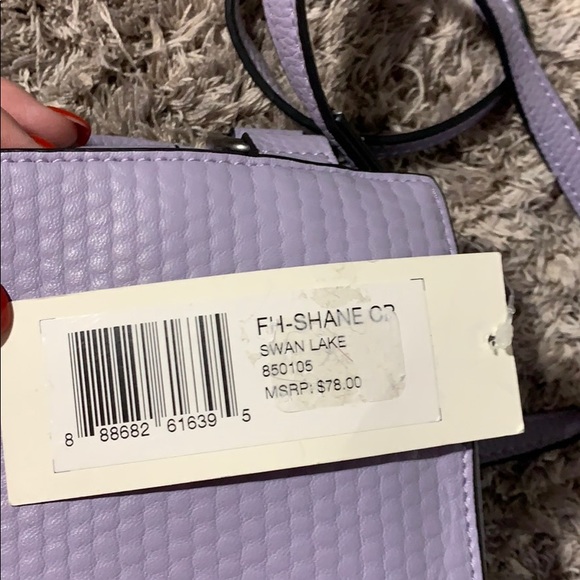 FH-SHANE CR
SWAN LAKE
850105
MSRP: $78.00
8 88682 61639 5